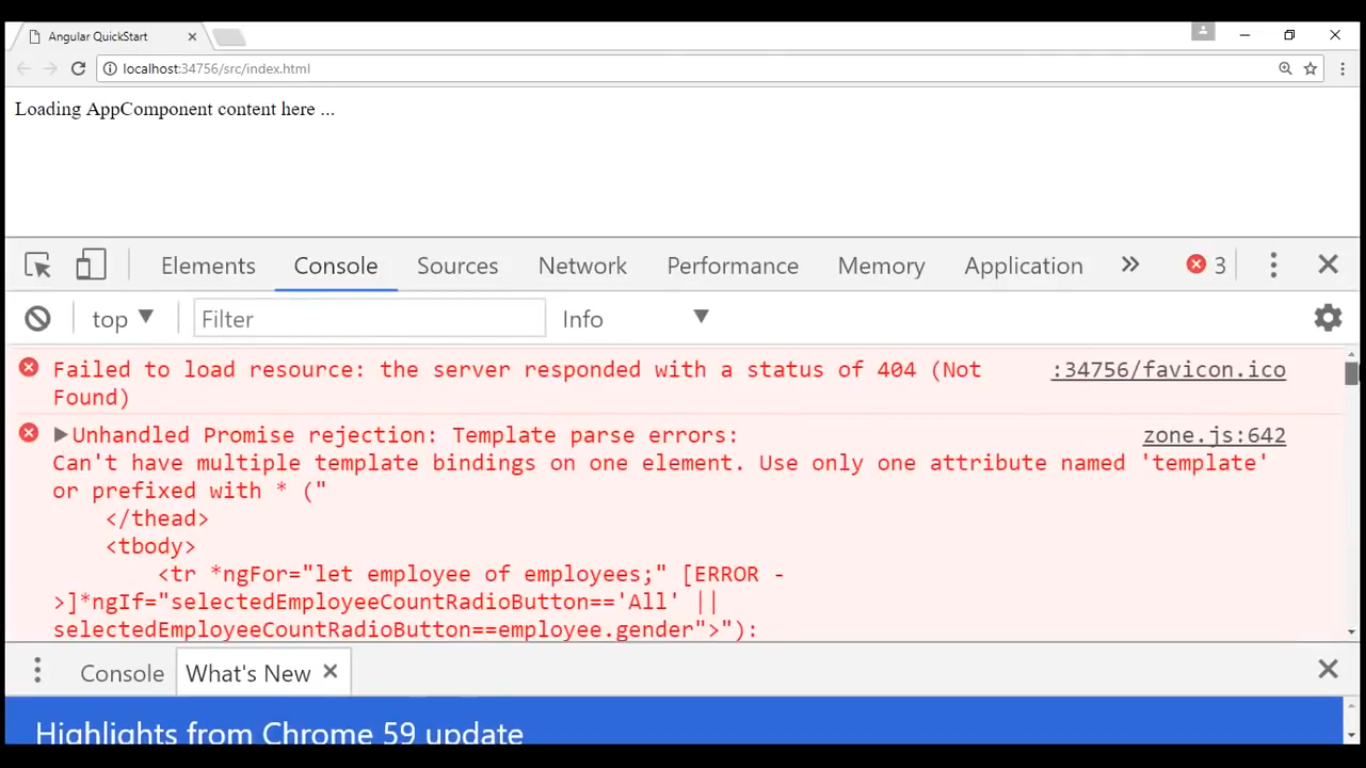 Angular QuickStart
localhost:34756/src/index.html
Loading AppComponent content here ...
Elements Console Sources Network Performance Memory Application 3
top Filter Info
Failed to load resource: the server responded with a status of 404 (Not :34756/favicon.ico
Found)
Unhandled Promise rejection: Template parse errors: zone.js:642
Can't have multiple template bindings on one element. Use only one attribute named 'template'
or prefixed with * ("
</thead>
<tbody>
<tr *ngFor="let employee of employees;" [ERROR -
>]*ngIf="selectedEmployeeCountRadioButton=='All' ||
selectedEmployeeCountRadioButton==employee.gender">"):
Console What's New
Highlights from Chrome 59 update